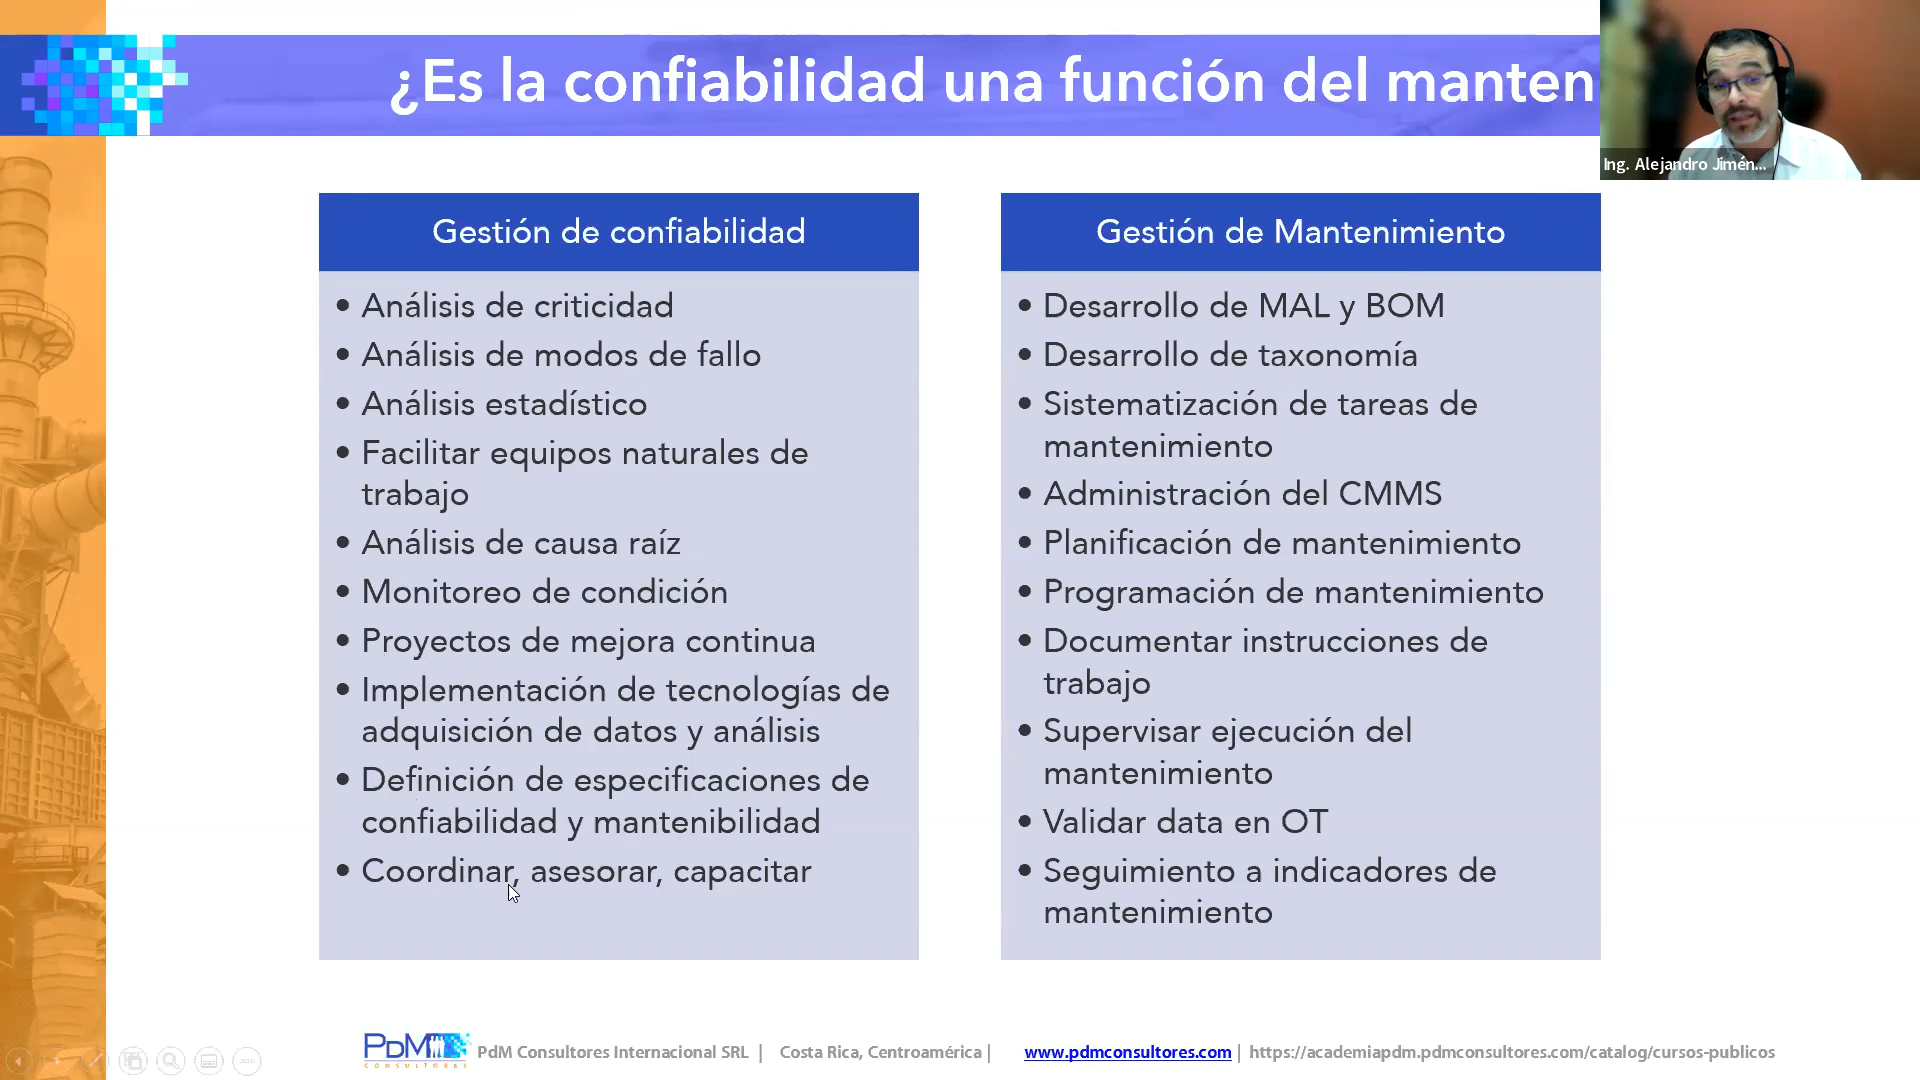 ¿Es la confiabilidad una función del manten
Ing. Alejandro Jimén...
Gestión de confiabilidad
• Análisis de criticidad
• Análisis de modos de fallo
• Análisis estadístico
• Facilitar equipos naturales de
trabajo
• Análisis de causa raíz
• Monitoreo de condición
• Proyectos de mejora continua
• Implementación de tecnologías de
adquisición de datos y análisis
• Definición de especificaciones de
confiabilidad y mantenibilidad
• Coordinar, asesorar, capacitar
Gestión de Mantenimiento
• Desarrollo de MAL y BOM
• Desarrollo de taxonomía
• Sistematización de tareas de
mantenimiento
• Administración del CMMS
• Planificación de mantenimiento
• Programación de mantenimiento
• Documentar instrucciones de
trabajo
• Supervisar ejecución del
mantenimiento
• Validar data en OT
• Seguimiento a indicadores de
mantenimiento
PDM
CONSULTORES
PdM Consultores Internacional SRL | Costa Rica, Centroamérica | www.pdmconsultores.com | https://academiapdm.pdmconsultores.com/catalog/cursos-publicos